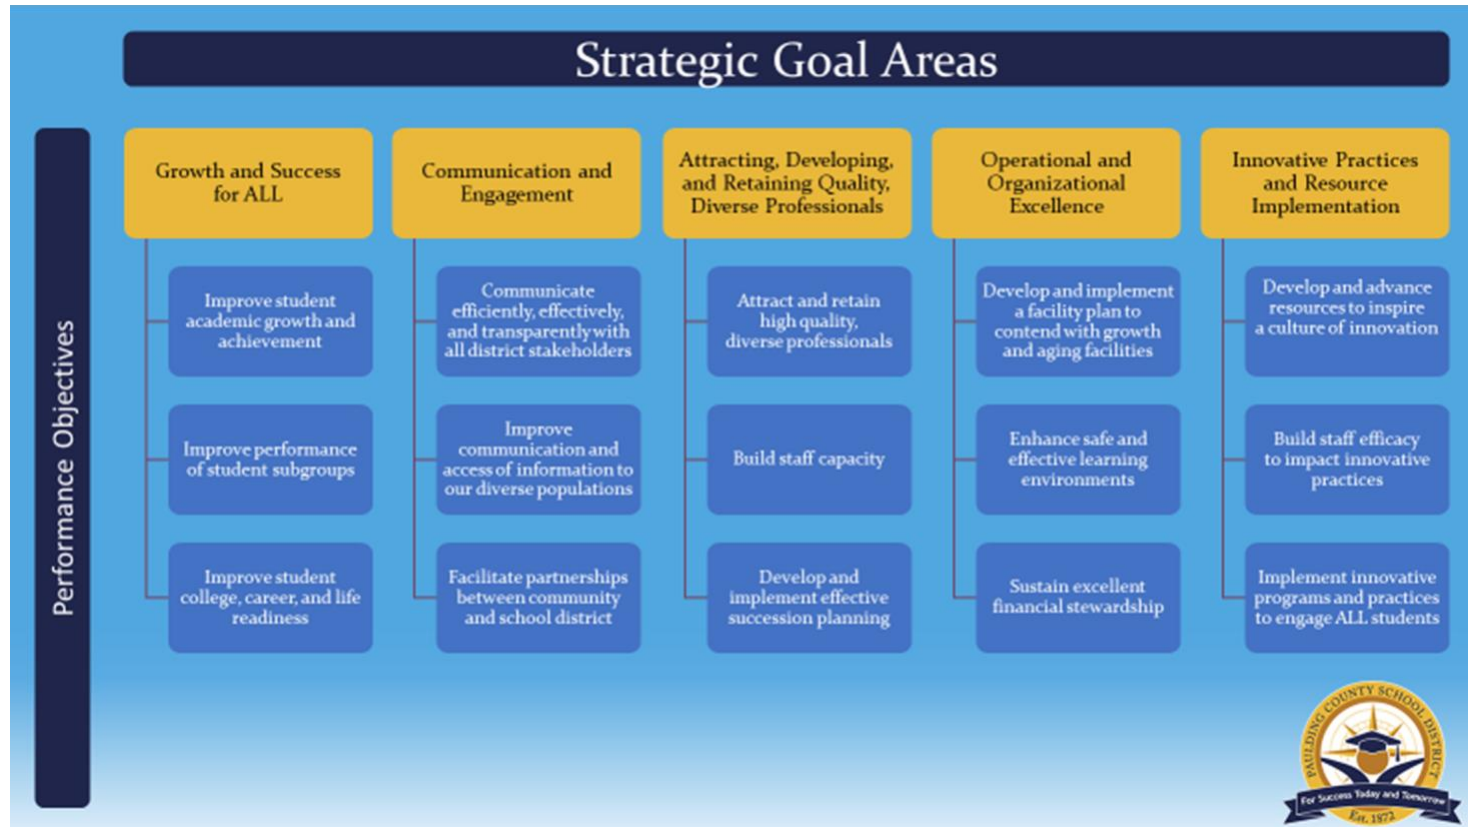 Strategic Goal Areas
Performance Objectives
Growth and Success
for ALL
Improve student
academic growth and
achievement
Improve performance
of student subgroups
Improve student
college, career, and life
readiness
Communication and
Engagement
Communicate
efficiently, effectively,
and transparently with
all district stakeholders
Improve
communication and
access of information to
our diverse populations
Facilitate partnerships
between community
and school district
Attracting, Developing,
and Retaining Quality,
Diverse Professionals
Attract and retain
high quality,
diverse professionals
Build staff capacity
Develop and
implement effective
succession planning
Operational and
Organizational
Excellence
Develop and implement
a facility plan to
contend with growth
and aging facilities
Enhance safe and
effective learning
environments
Sustain excellent
financial stewardship
Innovative Practices
and Resource
Implementation
Develop and advance
resources to inspire
a culture of innovation
Build staff efficacy
to impact innovative
practices
Implement innovative
programs and practices
to engage ALL students
PAULDING COUNTY SCHOOL DISTRICT
For Success Today and Tomorrow
Est. 1872